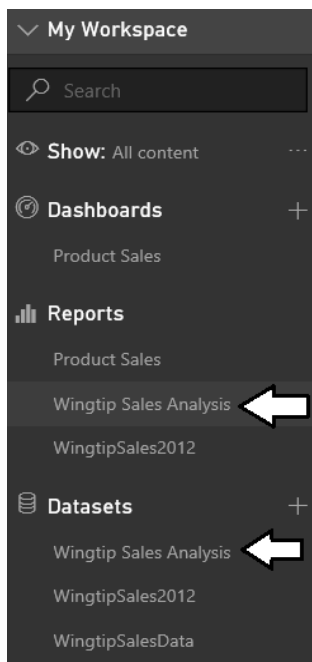 My Workspace
Search
Show: All content
Dashboards
Product Sales
Reports
Product Sales
Wingtip Sales Analysis
WingtipSales2012
Datasets
Wingtip Sales Analysis
WingtipSales2012
WingtipSalesData